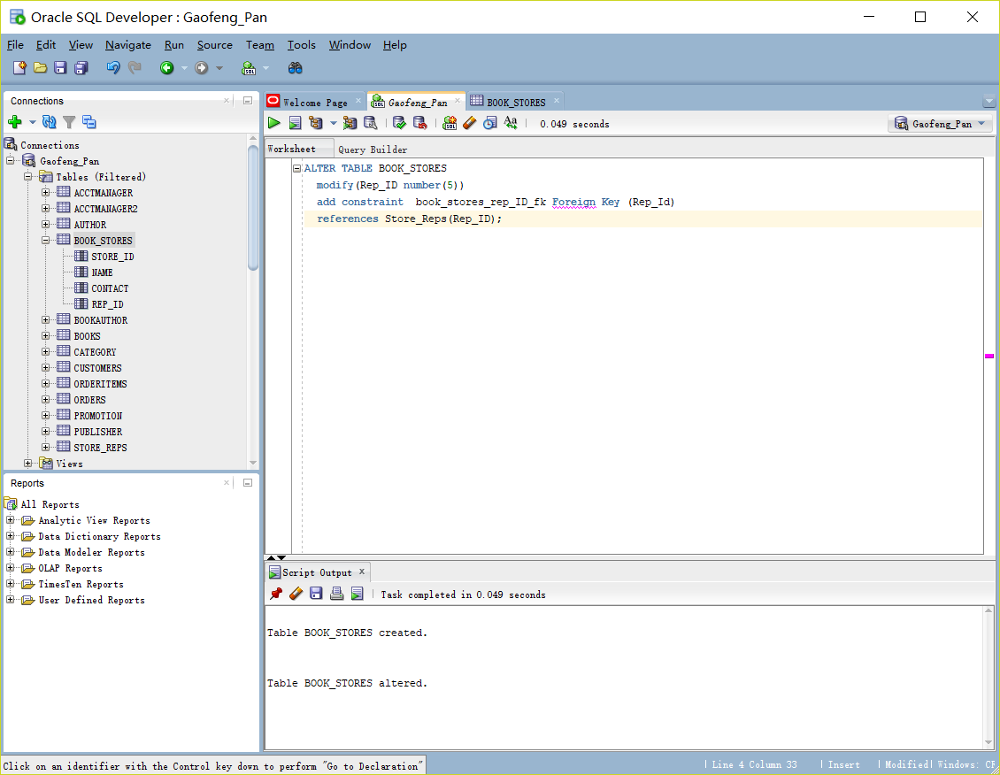 Oracle SQL Developer : Gaofeng_Pan
File Edit View Navigate Run Source Team Tools Window Help
Connections
Connections
Gaofeng_Pan
Tables (Filtered)
ACCTMANAGER
ACCTMANAGER2
AUTHOR
BOOK_STORES
STORE_ID
NAME
CONTACT
REP_ID
BOOKAUTHOR
BOOKS
CATEGORY
CUSTOMERS
ORDERITEMS
ORDERS
PROMOTION
PUBLISHER
STORE_REPS
Views
Reports
All Reports
Analytic View Reports
Data Dictionary Reports
Data Modeler Reports
OLAP Reports
TimesTen Reports
User Defined Reports
Welcome Page Gaofeng_Pan BOOK_STORES
0.049 seconds Gaofeng_Pan
Worksheet Query Builder
ALTER TABLE BOOK_STORES
modify(Rep_ID number(5))
add constraint  book_stores_rep_ID_fk Foreign Key (Rep_Id)
references Store_Reps(Rep_ID);
Script Output
Task completed in 0.049 seconds
Table BOOK_STORES created.
Table BOOK_STORES altered.
Click on an identifier with the Control key down to perform "Go to Declaration"
Line 4 Column 33 | Insert | Modified| Windows: CF